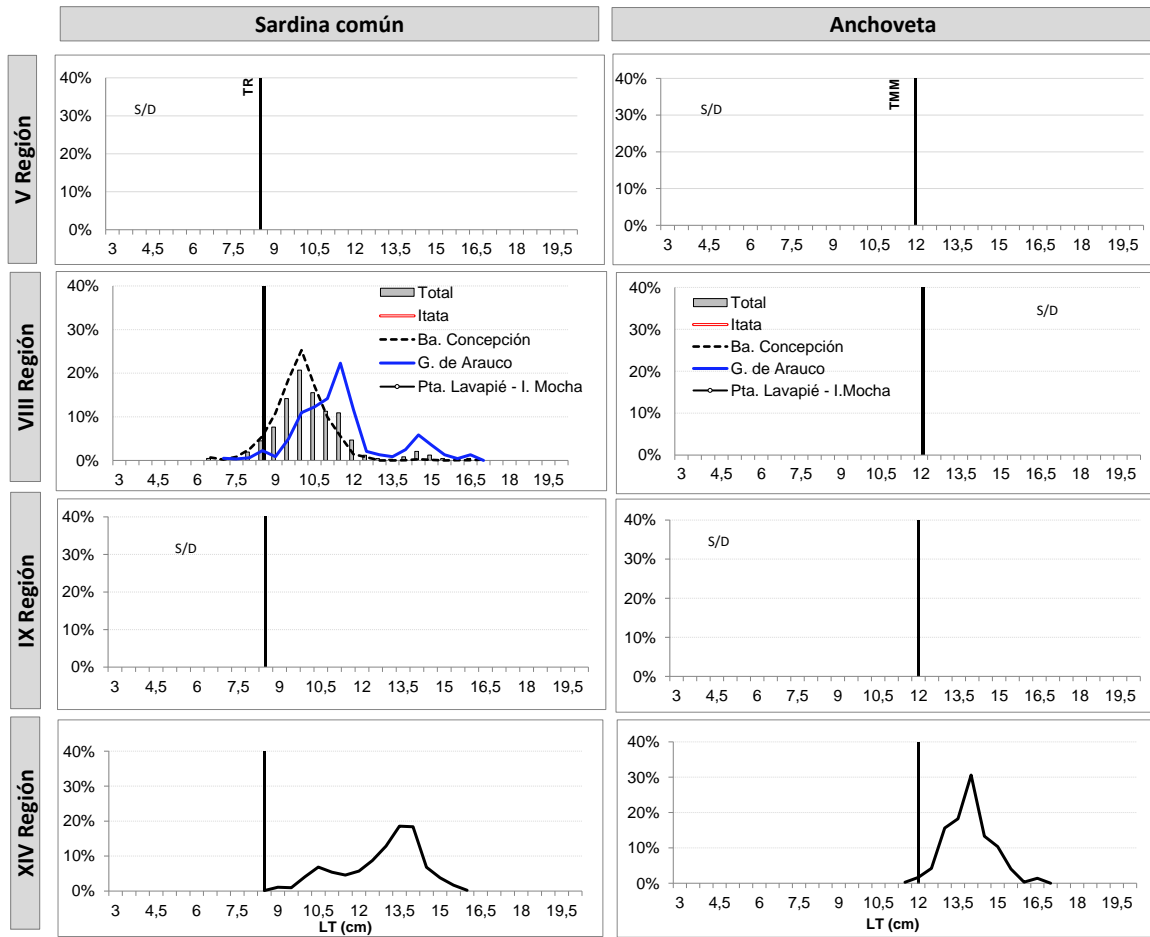 Sardina común
Anchoveta
V Región
40%
30%
20%
10%
0%
S/D
TR
3 4,5 6 7,5 9 10,5 12 13,5 15 16,5 18 19,5
40%
30%
20%
10%
0%
S/D
TMM
3 4,5 6 7,5 9 10,5 12 13,5 15 16,5 18 19,5
VIII Región
40%
30%
20%
10%
0%
Total
Itata
Ba. Concepción
G. de Arauco
Pta. Lavapié - I. Mocha
3 4,5 6 7,5 9 10,5 12 13,5 15 16,5 18 19,5
40%
30%
20%
10%
0%
Total
Itata
Ba. Concepción
G. de Arauco
Pta. Lavapié - I.Mocha
S/D
3 4,5 6 7,5 9 10,5 12 13,5 15 16,5 18 19,5
IX Región
40%
30%
20%
10%
0%
S/D
3 4,5 6 7,5 9 10,5 12 13,5 15 16,5 18 19,5
40%
30%
20%
10%
0%
S/D
3 4,5 6 7,5 9 10,5 12 13,5 15 16,5 18 19,5
XIV Región
40%
30%
20%
10%
0%
3 4,5 6 7,5 9 10,5 12 13,5 15 16,5 18 19,5
LT (cm)
40%
30%
20%
10%
0%
3 4,5 6 7,5 9 10,5 12 13,5 15 16,5 18 19,5
LT (cm)